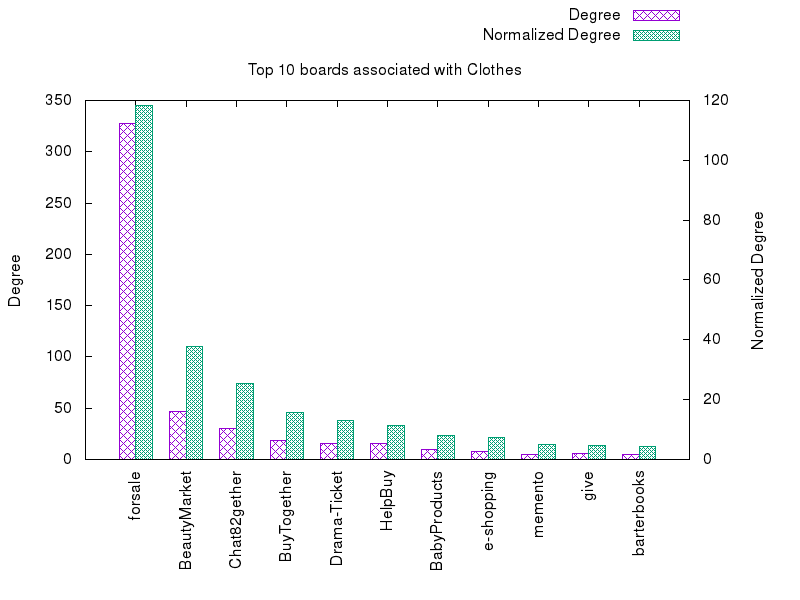 Degree
Normalized Degree
Top 10 boards associated with Clothes
350
300
250
200
150
100
50
0
120
100
80
60
40
20
0
Degree
Normalized Degree
forsale
BeautyMarket
Chat82gether
BuyTogether
Drama-Ticket
HelpBuy
BabyProducts
e-shopping
memento
give
barterbooks